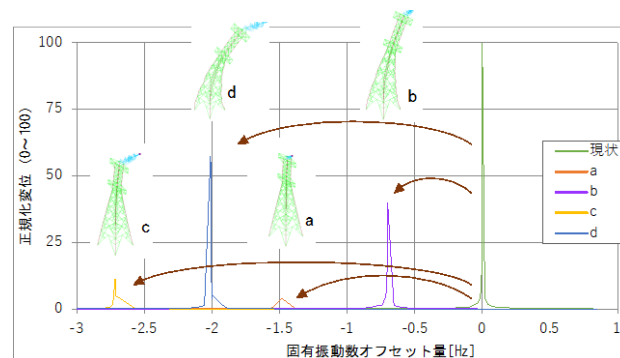 100
75
50
25
0
正規化変位（0～100）
d
b
c
a
現状
a
b
c
d
-3
-2.5
-2
-1.5
-1
-0.5
0
0.5
1
固有振動数オフセット量[Hz]